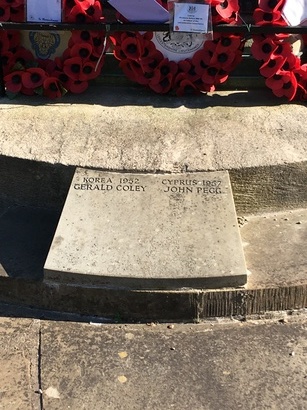 KOREA 1952 CYPRUS 1957
GERALD COLEY JOHN PEGG